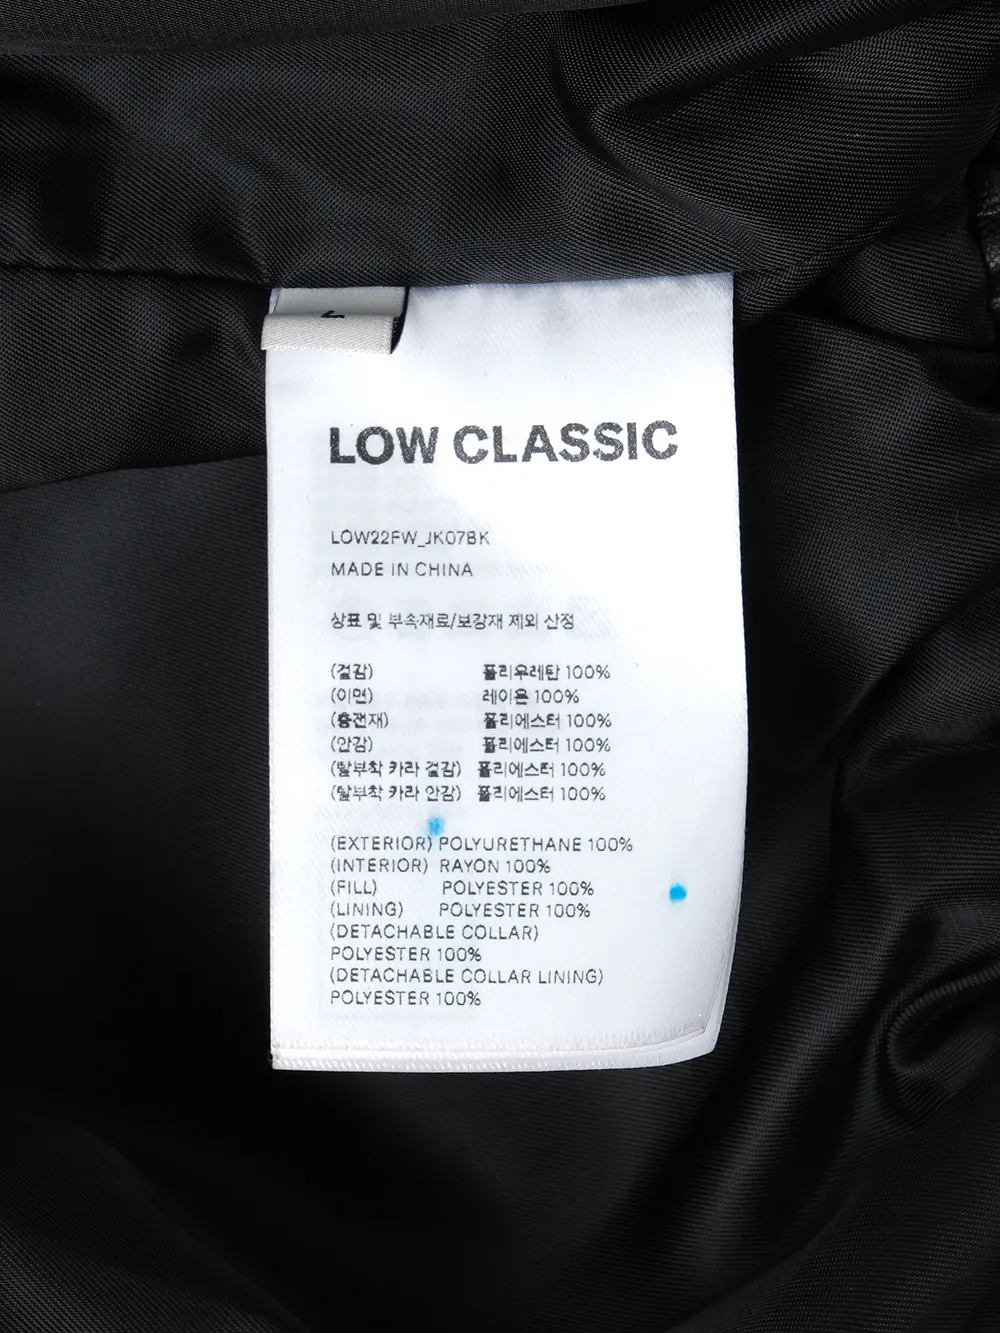 LOW CLASSIC
LOW22FW_JK07BK
MADE IN CHINA
상표 및 부속재료/보강재 제외 산정
(겉감) 폴리우레탄 100%
(이면) 레이온 100%
(충전재) 폴리에스터 100%
(안감) 폴리에스터 100%
(탈부착 카라 겉감) 폴리에스터 100%
(탈부착 카라 안감) 폴리에스터 100%
(EXTERIOR) POLYURETHANE 100%
(INTERIOR) RAYON 100%
(FILL) POLYESTER 100%
(LINING) POLYESTER 100%
(DETACHABLE COLLAR)
POLYESTER 100%
(DETACHABLE COLLAR LINING)
POLYESTER 100%